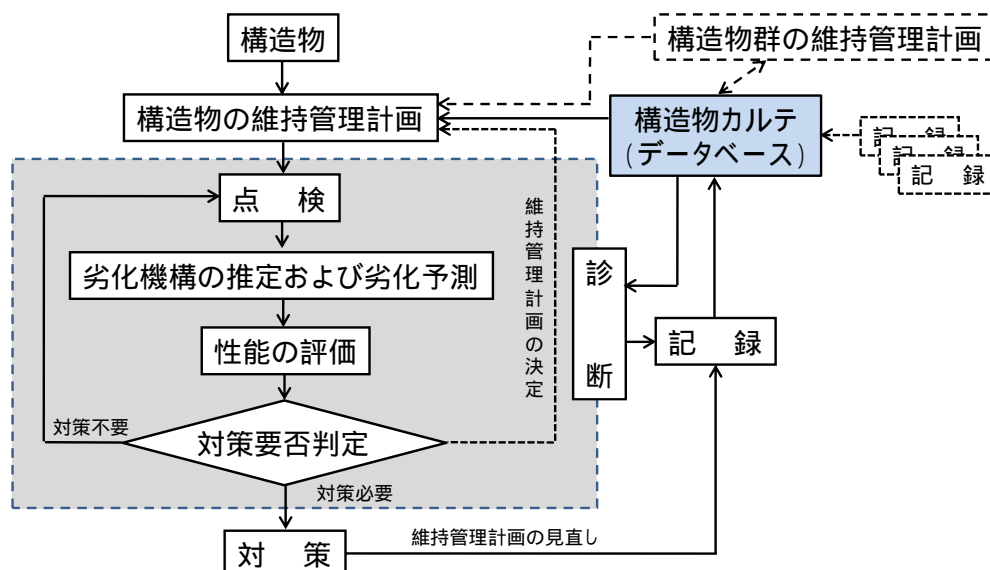 構造物
構造物群の維持管理計画
構造物の維持管理計画
構造物カルテ
(データベース)
記 録
記 録
記 録
点 検
維持管理計画の決定
劣化機構の推定および劣化予測
診断
性能の評価
記 録
対策不要
対策要否判定
対策必要
対 策
維持管理計画の見直し